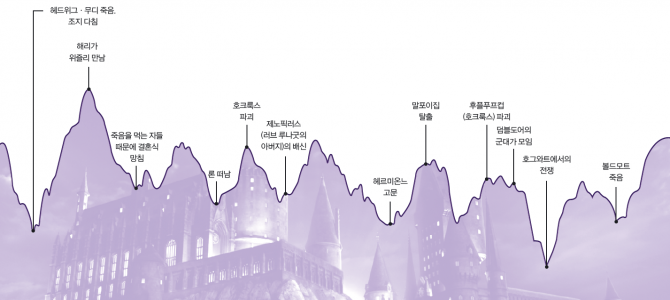 헤드위그 · 무디 죽음,
조지 다침
해리가
위즐리 만남
죽음을 먹는 자들
때문에 결혼식
망침
론 떠남
호크룩스
파괴
제노필리스
(러브 루나굿의
아버지)의 배신
헤르미온느
고문
말포이집
탈출
후플푸프컵
(호크룩스) 파괴
덤블도어의
군대가 모임
호그와트에서의
전쟁
볼드모트
죽음